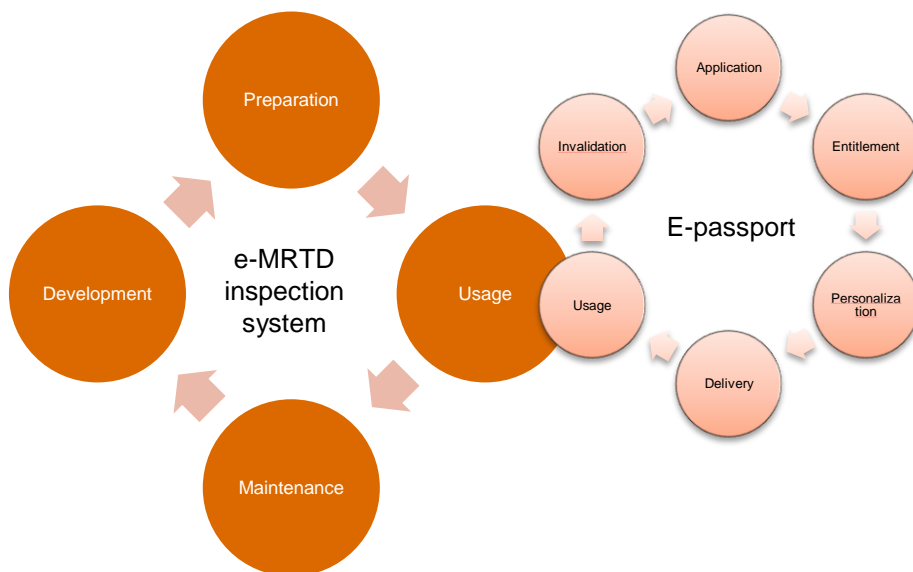 Application
Preparation
Invalidation
Entitlement
E-passport
e-MRTD
inspection
system
Development
Usage
Usage
Personaliza
tion
Delivery
Maintenance